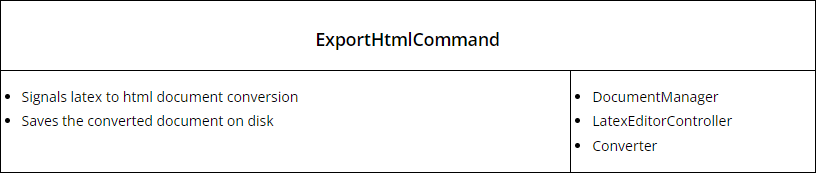 ExportHtmlCommand
Signals latex to html document conversion
Saves the converted document on disk
DocumentManager
LatexEditorController
Converter